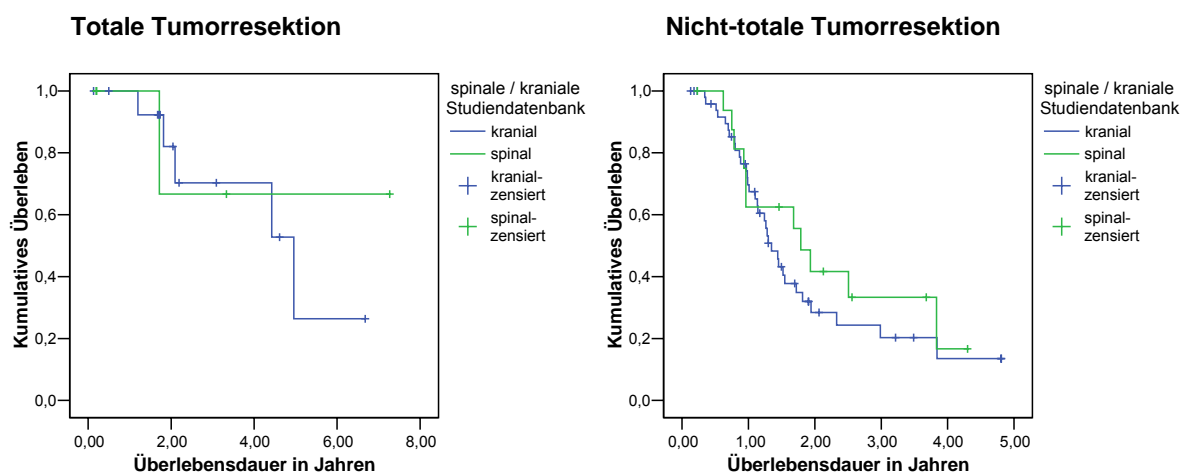 Totale Tumorresektion
Kumulatives Überleben
1,0
0,8
0,6
0,4
0,2
0,0
0,00
2,00
4,00
6,00
8,00
Überlebensdauer in Jahren
spinale / kraniale
Studiendatenbank
kranial
spinal
kranial-
zensiert
spinal-
zensiert
Nicht-totale Tumorresektion
Kumulatives Überleben
1,0
0,8
0,6
0,4
0,2
0,0
0,00
1,00
2,00
3,00
4,00
5,00
Überlebensdauer in Jahren
spinale / kraniale
Studiendatenbank
kranial
spinal
kranial-
zensiert
spinal-
zensiert